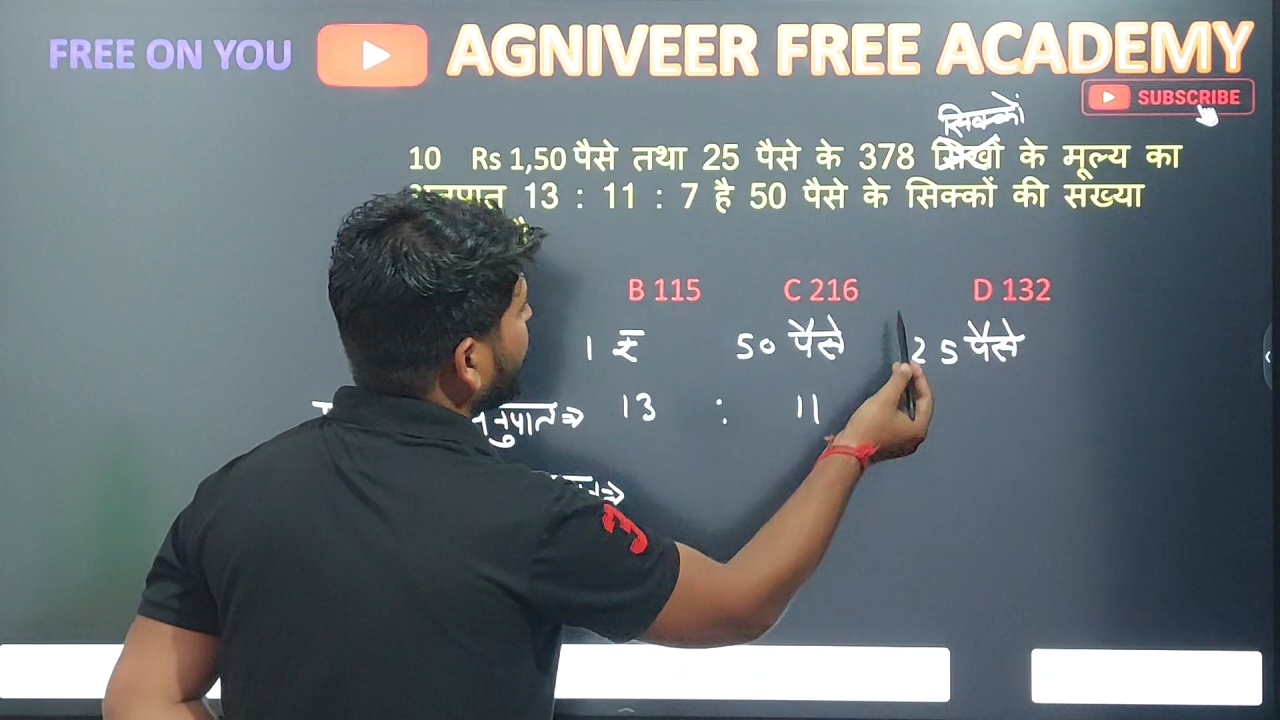 FREE ON YOU AGNIVEER FREE ACADEMY
SUBSCRIBE
सिक्कों
10 Rs 1,50 पैसे तथा 25 पैसे के 378 सिखों के मूल्य का
अनुपात 13 : 11 : 7 है 50 पैसे के सिक्कों की संख्या
B 115 C 216 D 132
1 ₹ 50 पैसे 25 पैसे
नुपात ⇒ 13 : 11
⇒